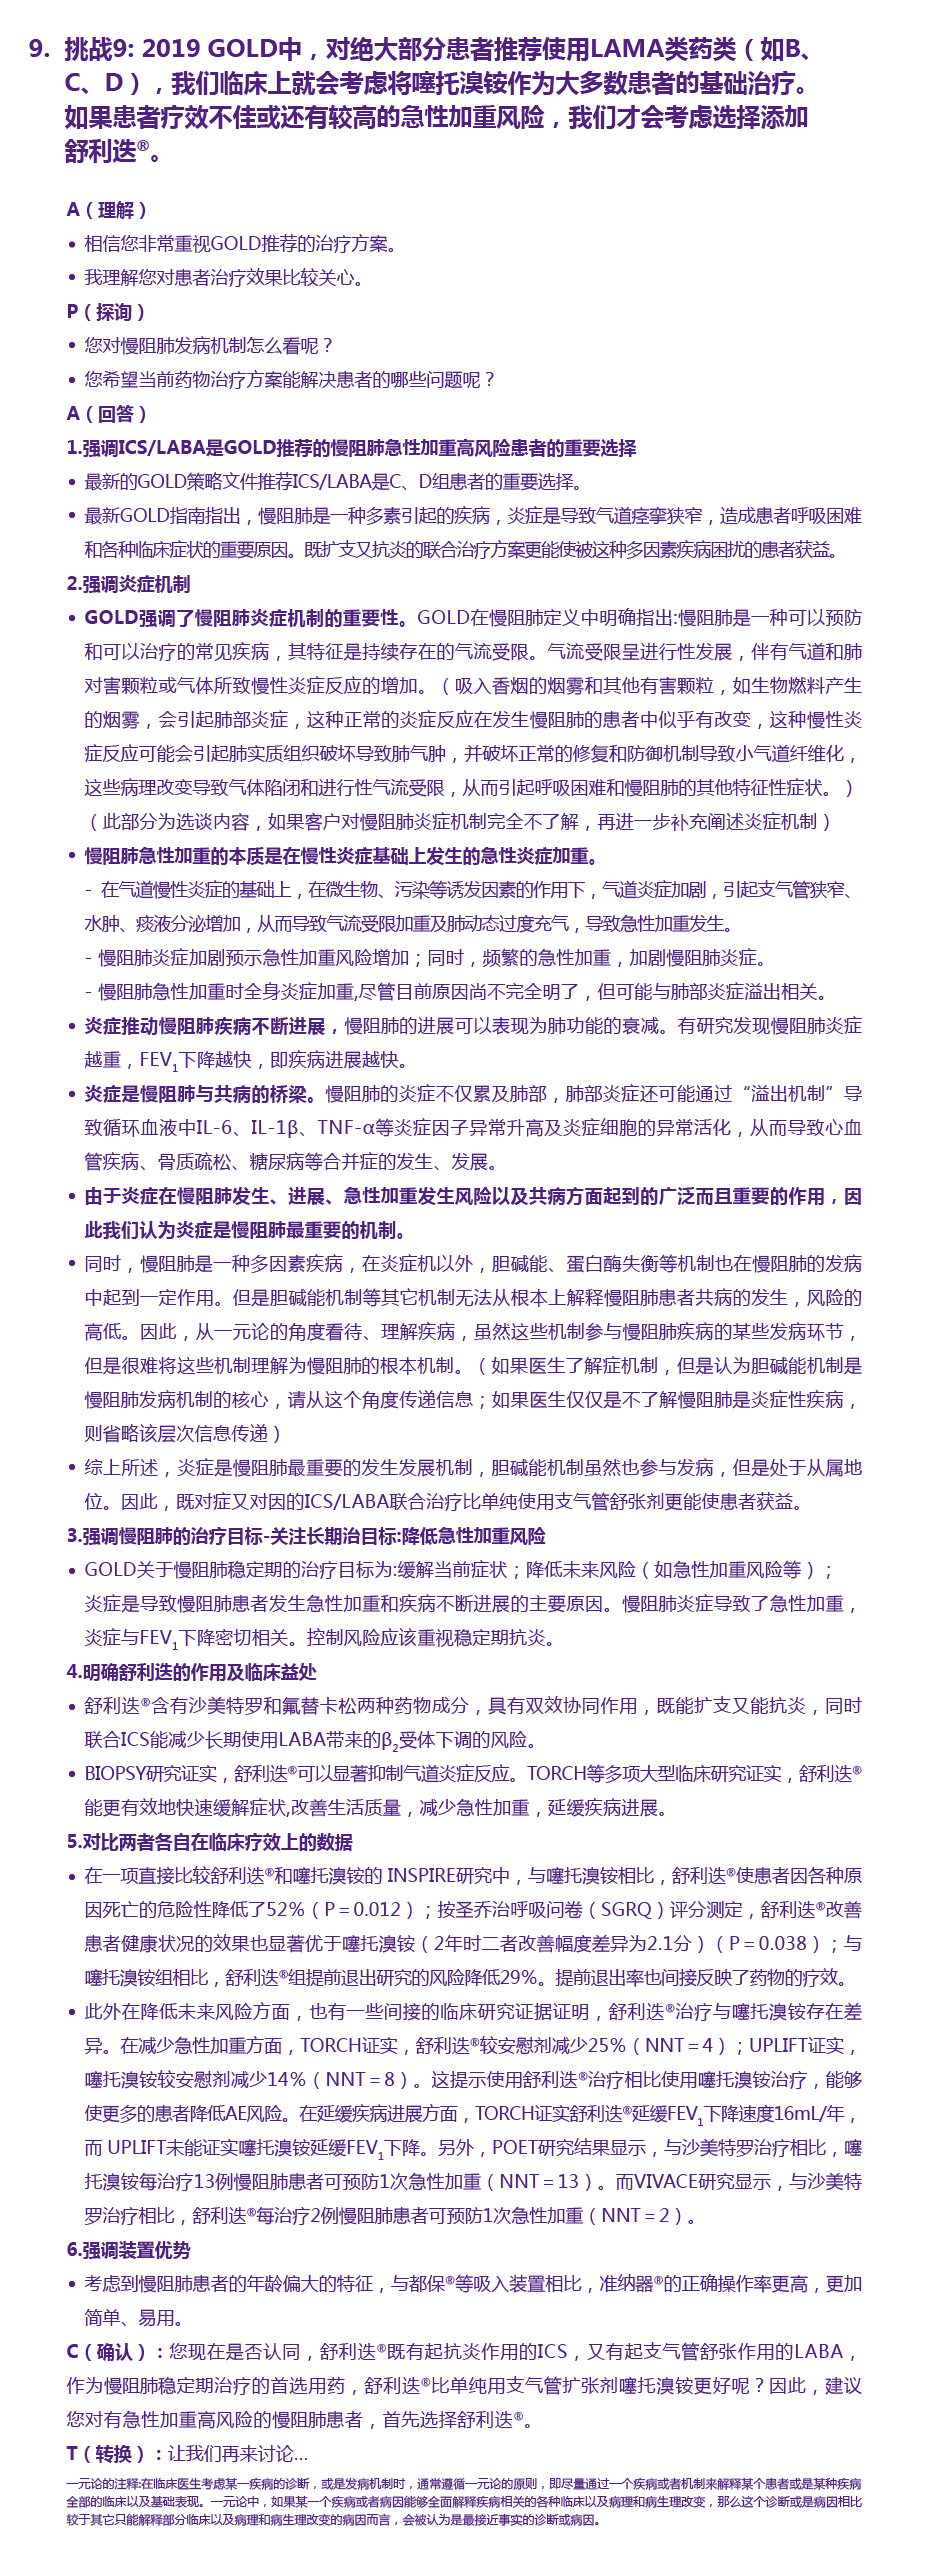 9. 挑战9: 2019 GOLD中，对绝大部分患者推荐使用LAMA类药类（如B、
C、D），我们临床上就会考虑将噻托溴铵作为大多数患者的基础治疗。
如果患者疗效不佳或还有较高的急性加重风险，我们才会考虑选择添加
舒利迭®。
A（理解）
• 相信您非常重视GOLD推荐的治疗方案。
• 我理解您对患者治疗效果比较关心。
P（探询）
• 您对慢阻肺发病机制怎么看呢？
• 您希望当前药物治疗方案能解决患者的哪些问题呢？
A（回答）
1.强调ICS/LABA是GOLD推荐的慢阻肺急性加重高风险患者的重要选择
• 最新的GOLD策略文件推荐ICS/LABA是C、D组患者的重要选择。
• 最新GOLD指南指出，慢阻肺是一种多素引起的疾病，炎症是导致气道痉挛狭窄，造成患者呼吸困难
和各种临床症状的重要原因。既扩支又抗炎的联合治疗方案更能使被这种多因素疾病困扰的患者获益。
2.强调炎症机制
• GOLD强调了慢阻肺炎症机制的重要性。GOLD在慢阻肺定义中明确指出:慢阻肺是一种可以预防
和可以治疗的常见疾病，其特征是持续存在的气流受限。气流受限呈进行性发展，伴有气道和肺
对害颗粒或气体所致慢性炎症反应的增加。（吸入香烟的烟雾和其他有害颗粒，如生物燃料产生
的烟雾，会引起肺部炎症，这种正常的炎症反应在发生慢阻肺的患者中似乎有改变，这种慢性炎
症反应可能会引起肺实质组织破坏导致肺气肿，并破坏正常的修复和防御机制导致小气道纤维化，
这些病理改变导致气体陷闭和进行性气流受限，从而引起呼吸困难和慢阻肺的其他特征性症状。）
（此部分为选谈内容，如果客户对慢阻肺炎症机制完全不了解，再进一步补充阐述炎症机制）
• 慢阻肺急性加重的本质是在慢性炎症基础上发生的急性炎症加重。
- 在气道慢性炎症的基础上，在微生物、污染等诱发因素的作用下，气道炎症加剧，引起支气管狭窄、
水肿、痰液分泌增加，从而导致气流受限加重及肺动态过度充气，导致急性加重发生。
- 慢阻肺炎症加剧预示急性加重风险增加；同时，频繁的急性加重，加剧慢阻肺炎症。
- 慢阻肺急性加重时全身炎症加重,尽管目前原因尚不完全明了，但可能与肺部炎症溢出相关。
• 炎症推动慢阻肺疾病不断进展，慢阻肺的进展可以表现为肺功能的衰减。有研究发现慢阻肺炎症
越重，FEV1下降越快，即疾病进展越快。
• 炎症是慢阻肺与共病的桥梁。慢阻肺的炎症不仅累及肺部，肺部炎症还可能通过“溢出机制”导
致循环血液中IL-6、IL-1β、TNF-α等炎症因子异常升高及炎症细胞的异常活化，从而导致心血
管疾病、骨质疏松、糖尿病等合并症的发生、发展。
• 由于炎症在慢阻肺发生、进展、急性加重发生风险以及共病方面起到的广泛而且重要的作用，因
此我们认为炎症是慢阻肺最重要的机制。
• 同时，慢阻肺是一种多因素疾病，在炎症机以外，胆碱能、蛋白酶失衡等机制也在慢阻肺的发病
中起到一定作用。但是胆碱能机制等其它机制无法从根本上解释慢阻肺患者共病的发生，风险的
高低。因此，从一元论的角度看待、理解疾病，虽然这些机制参与慢阻肺疾病的某些发病环节，
但是很难将这些机制理解为慢阻肺的根本机制。（如果医生了解症机制，但是认为胆碱能机制是
慢阻肺发病机制的核心，请从这个角度传递信息；如果医生仅仅是不了解慢阻肺是炎症性疾病，
则省略该层次信息传递）
• 综上所述，炎症是慢阻肺最重要的发生发展机制，胆碱能机制虽然也参与发病，但是处于从属地
位。因此，既对症又对因的ICS/LABA联合治疗比单纯使用支气管舒张剂更能使患者获益。
3.强调慢阻肺的治疗目标-关注长期治目标:降低急性加重风险
• GOLD关于慢阻肺稳定期的治疗目标为:缓解当前症状；降低未来风险（如急性加重风险等）；
炎症是导致慢阻肺患者发生急性加重和疾病不断进展的主要原因。慢阻肺炎症导致了急性加重，
炎症与FEV1下降密切相关。控制风险应该重视稳定期抗炎。
4.明确舒利迭的作用及临床益处
• 舒利迭®含有沙美特罗和氟替卡松两种药物成分，具有双效协同作用，既能扩支又能抗炎，同时
联合ICS能减少长期使用LABA带来的β2受体下调的风险。
• BIOPSY研究证实，舒利迭®可以显著抑制气道炎症反应。TORCH等多项大型临床研究证实，舒利迭®
能更有效地快速缓解症状,改善生活质量，减少急性加重，延缓疾病进展。
5.对比两者各自在临床疗效上的数据
• 在一项直接比较舒利迭®和噻托溴铵的 INSPIRE研究中，与噻托溴铵相比，舒利迭®使患者因各种原
因死亡的危险性降低了52%（P＝0.012）；按圣乔治呼吸问卷（SGRQ）评分测定，舒利迭®改善
患者健康状况的效果也显著优于噻托溴铵（2年时二者改善幅度差异为2.1分）（P＝0.038）；与
噻托溴铵组相比，舒利迭®组提前退出研究的风险降低29%。提前退出率也间接反映了药物的疗效。
• 此外在降低未来风险方面，也有一些间接的临床研究证据证明，舒利迭®治疗与噻托溴铵存在差
异。在减少急性加重方面，TORCH证实，舒利迭®较安慰剂减少25%（NNT＝4）；UPLIFT证实，
噻托溴铵较安慰剂减少14%（NNT＝8）。这提示使用舒利迭®治疗相比使用噻托溴铵治疗，能够
使更多的患者降低AE风险。在延缓疾病进展方面，TORCH证实舒利迭®延缓FEV1下降速度16mL/年，
而 UPLIFT未能证实噻托溴铵延缓FEV1下降。另外，POET研究结果显示，与沙美特罗治疗相比，噻
托溴铵每治疗13例慢阻肺患者可预防1次急性加重（NNT＝13）。而VIVACE研究显示，与沙美特
罗治疗相比，舒利迭®每治疗2例慢阻肺患者可预防1次急性加重（NNT＝2）。
6.强调装置优势
• 考虑到慢阻肺患者的年龄偏大的特征，与都保®等吸入装置相比，准纳器®的正确操作率更高，更加
简单、易用。
C（确认）：您现在是否认同，舒利迭®既有起抗炎作用的ICS，又有起支气管舒张作用的LABA，
作为慢阻肺稳定期治疗的首选用药，舒利迭®比单纯用支气管扩张剂噻托溴铵更好呢？因此，建议
您对有急性加重高风险的慢阻肺患者，首先选择舒利迭®。
T（转换）：让我们再来讨论...
一元论的注释:在临床医生考虑某一疾病的诊断，或是发病机制时，通常遵循一元论的原则，即尽量通过一个疾病或者机制来解释某个患者或是某种疾病
全部的临床以及基础表现。一元论中，如果某一个疾病或者病因能够全面解释疾病相关的各种临床以及病理和病生理改变，那么这个诊断或是病因相比
较于其它只能解释部分临床以及病理和病生理改变的病因而言，会被认为是最接近事实的诊断或病因。